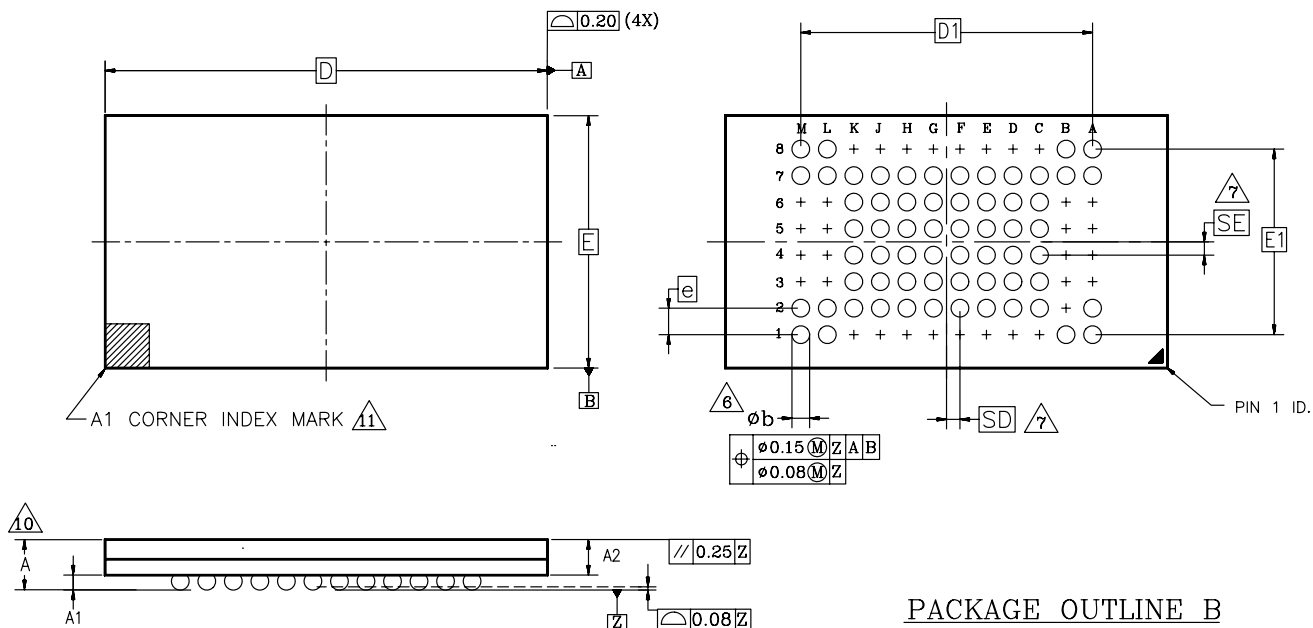 0.20 (4X)
D
A
D1
M L K J H G F E D C B A
8
7
6
5
4
3
2
1
E
7
SE
E1
e
B
A1 CORNER INDEX MARK 11
6
øb
SD 7
PIN 1 ID.
ø0.15 M Z A B
ø0.08 M Z
10
A
A2
// 0.25 Z
A1
Z
0.08 Z
PACKAGE OUTLINE B